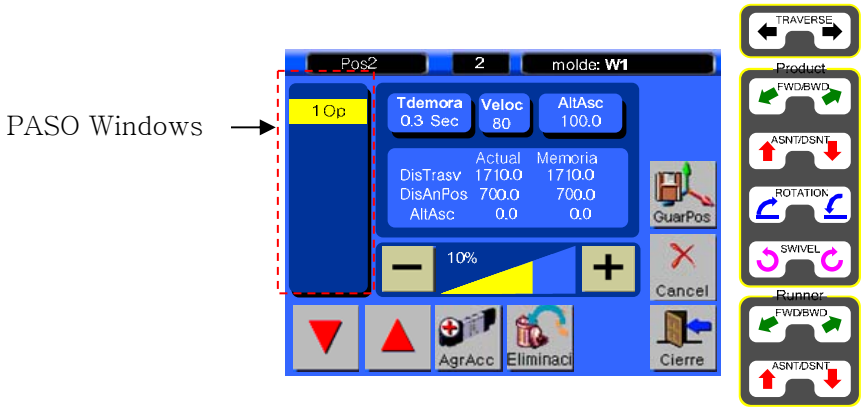 PASO Windows
Pos2
2
molde: W1
1 Op
Tdemora
0.3 Sec
Veloc
80
AltAsc
100.0
Actual Memoria
DisTrasv 1710.0 1710.0
DisAnPos 700.0 700.0
AltAsc 0.0 0.0
10%
GuarPos
Cancel
AgrAcc
Eliminaci
Cierre
TRAVERSE
Product
FWD/BWD
ASNT/DSNT
ROTATION
SWIVEL
Runner
FWD/BWD
ASNT/DSNT